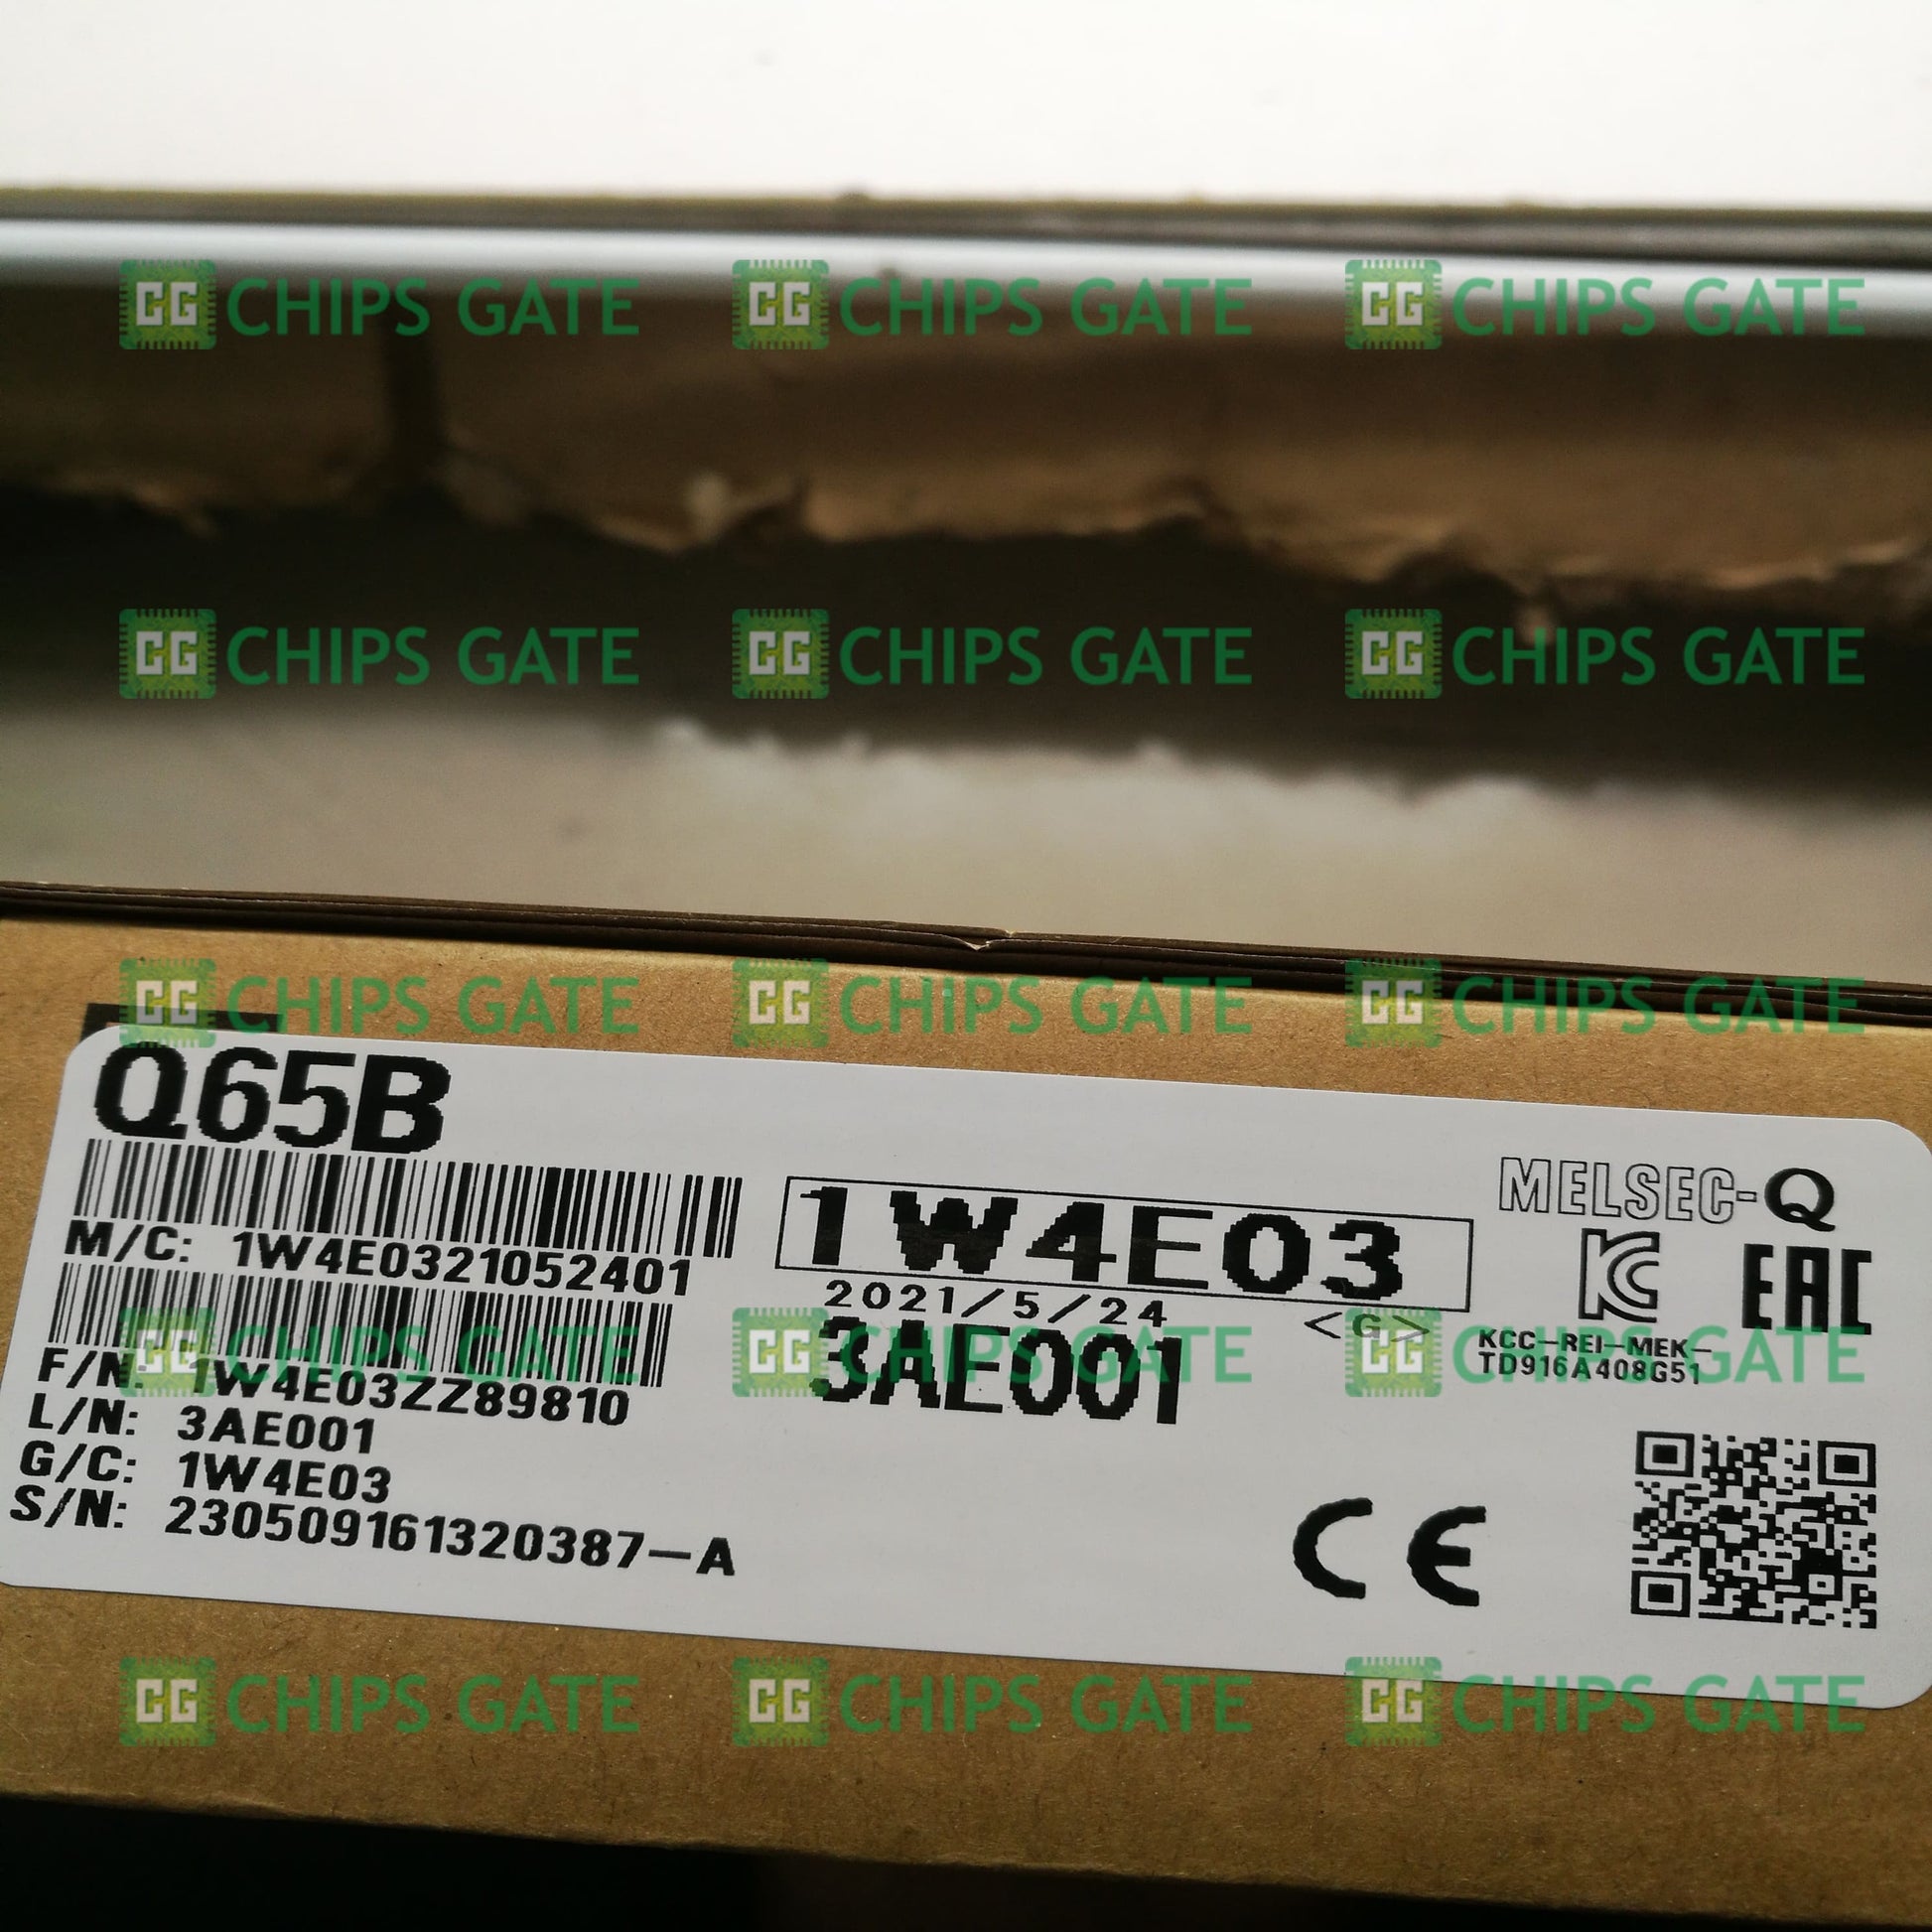 CG CHIPS GATE CG CHIPS GATE CG CHIPS GATE
CG CHIPS GATE CG CHIPS GATE CG CHIPS GATE
CG CHIPS GATE CG CHIPS GATE CG CHIPS GATE
Q65B
M/C: 1W4E0321052401
F/N: 1W4E03ZZ89810
L/N: 3AE001
G/C: 1W4E03
S/N: 230509161320387-A
1W4E03
2021/5/24 <G>
3AE001
MELSEC-Q
KC EAC
KCC-REI-MEK-
TD916A408G51
CE
CG CHIPS GATE CG CHIPS GATE CG CHIPS GATE
CG CHIPS GATE CG CHIPS GATE CG CHIPS GATE